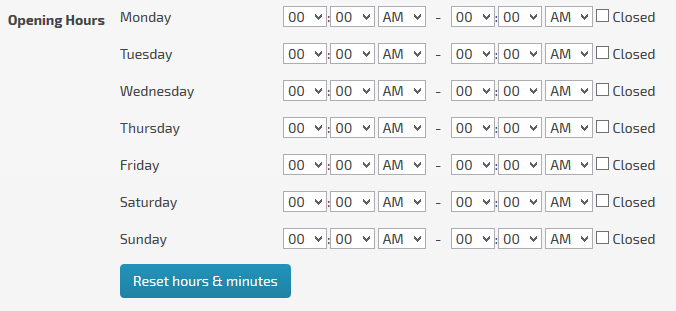 Opening Hours Monday 00 : 00 AM - 00 : 00 AM Closed
Tuesday 00 : 00 AM - 00 : 00 AM Closed
Wednesday 00 : 00 AM - 00 : 00 AM Closed
Thursday 00 : 00 AM - 00 : 00 AM Closed
Friday 00 : 00 AM - 00 : 00 AM Closed
Saturday 00 : 00 AM - 00 : 00 AM Closed
Sunday 00 : 00 AM - 00 : 00 AM Closed
Reset hours & minutes